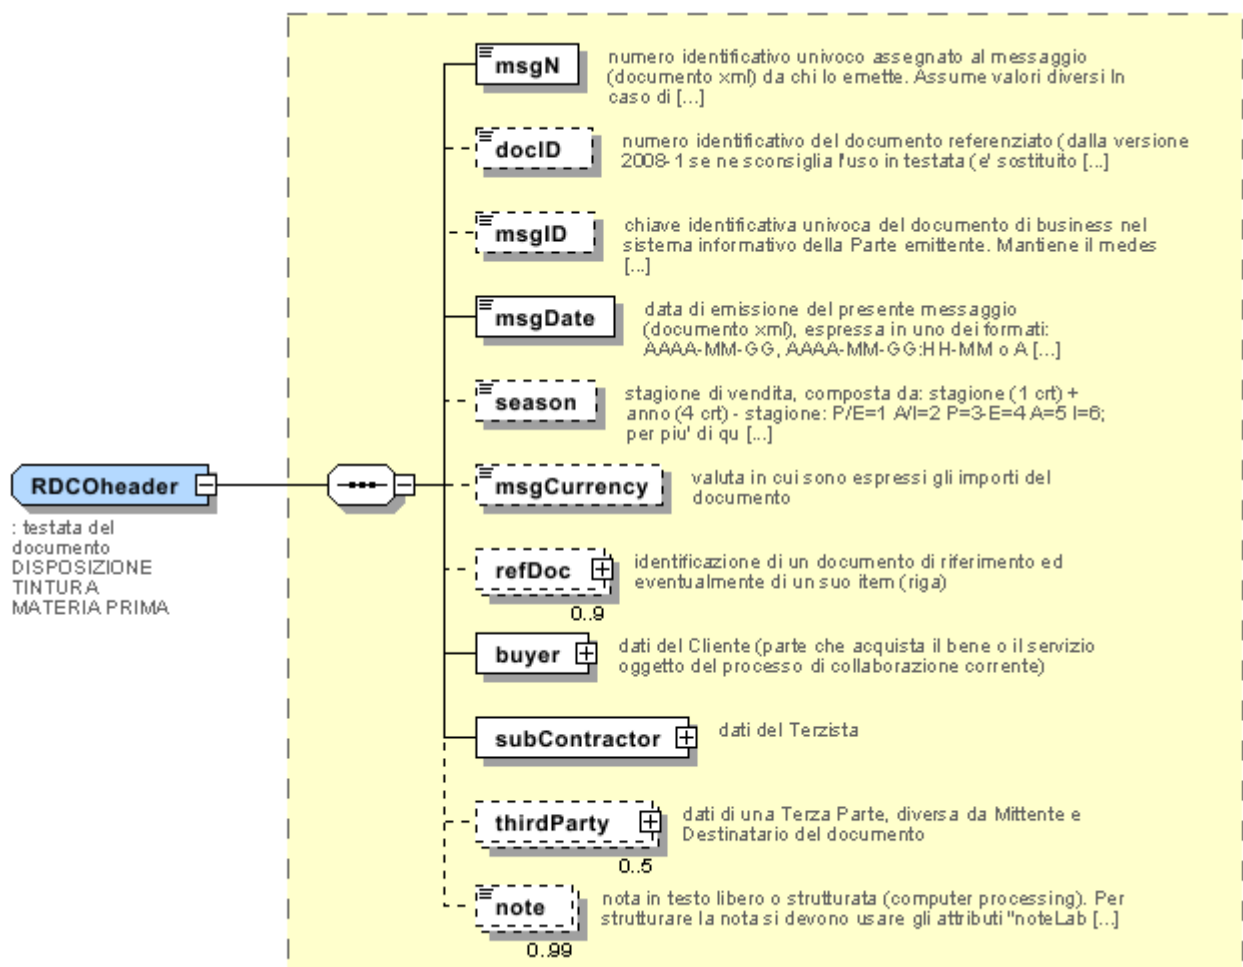 msgN
numero identificativo univoco assegnato al messaggio
(documento xml) da chi lo emette. Assume valori diversi In
caso di [...]
docID
numero identificativo del documento referenziato (dalla versione
2008-1 se ne sconsiglia l'uso in testata (e' sostituito [...]
msgID
chiave identificativa univoca del documento di business nel
sistema informativo della Parte emittente. Mantiene il medes
[...]
msgDate
data di emissione del presente messaggio
(documento xml), espressa in uno dei formati:
AAAA-MM-GG, AAAA-MM-GG:HH-MM o A [...]
season
stagione di vendita, composta da: stagione (1 crt) +
anno (4 crt) - stagione: P/E=1 A/I=2 P=3-E=4 A=5 I=6;
per piu' di qu [...]
RDCOheader
: testata del
documento
DISPOSIZIONE
TINTURA
MATERIA PRIMA
msgCurrency
valuta in cui sono espressi gli importi del
documento
refDoc
identificazione di un documento di riferimento ed
eventualmente di un suo item (riga)
0..9
buyer
dati del Cliente (parte che acquista il bene o il servizio
oggetto del processo di collaborazione corrente)
subContractor
dati del Terzista
thirdParty
dati di una Terza Parte, diversa da Mittente e
Destinatario del documento
0..5
note
nota in testo libero o strutturata (computer processing). Per
strutturare la nota si devono usare gli attributi "noteLab [...]
0..99